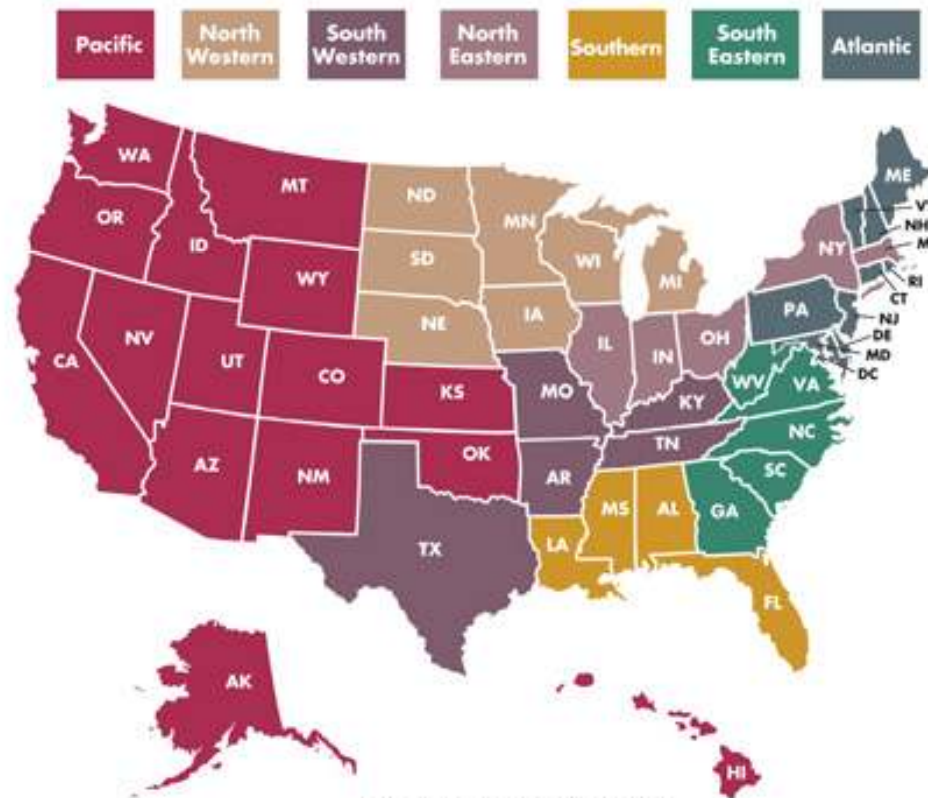 Pacific
North
Western
South
Western
North
Eastern
Southern
South
Eastern
Atlantic
WA
MT
ND
MN
ME
OR
ID
SD
WI
MI
NY
V
NH
M
WY
NE
IA
PA
RI
CT
NJ
CA
NV
UT
CO
KS
MO
IL
IN
OH
WV
VA
DE
MD
DC
KY
AZ
NM
OK
AR
TN
NC
SC
TX
LA
MS
AL
GA
FL
AK
HI